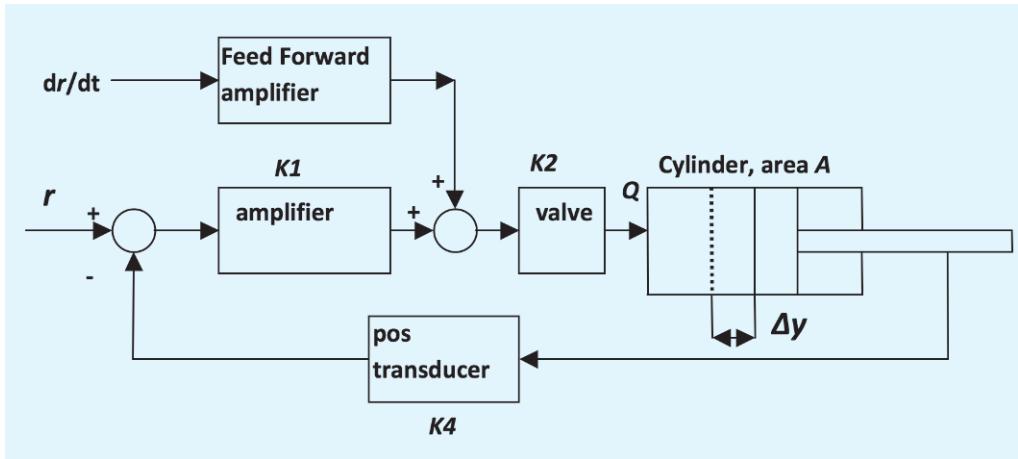 Feed Forward
amplifier
dr/dt
K1
K2
Cylinder, area A
r
+
-
amplifier
+
+
valve
Q
Δy
pos
transducer
K4